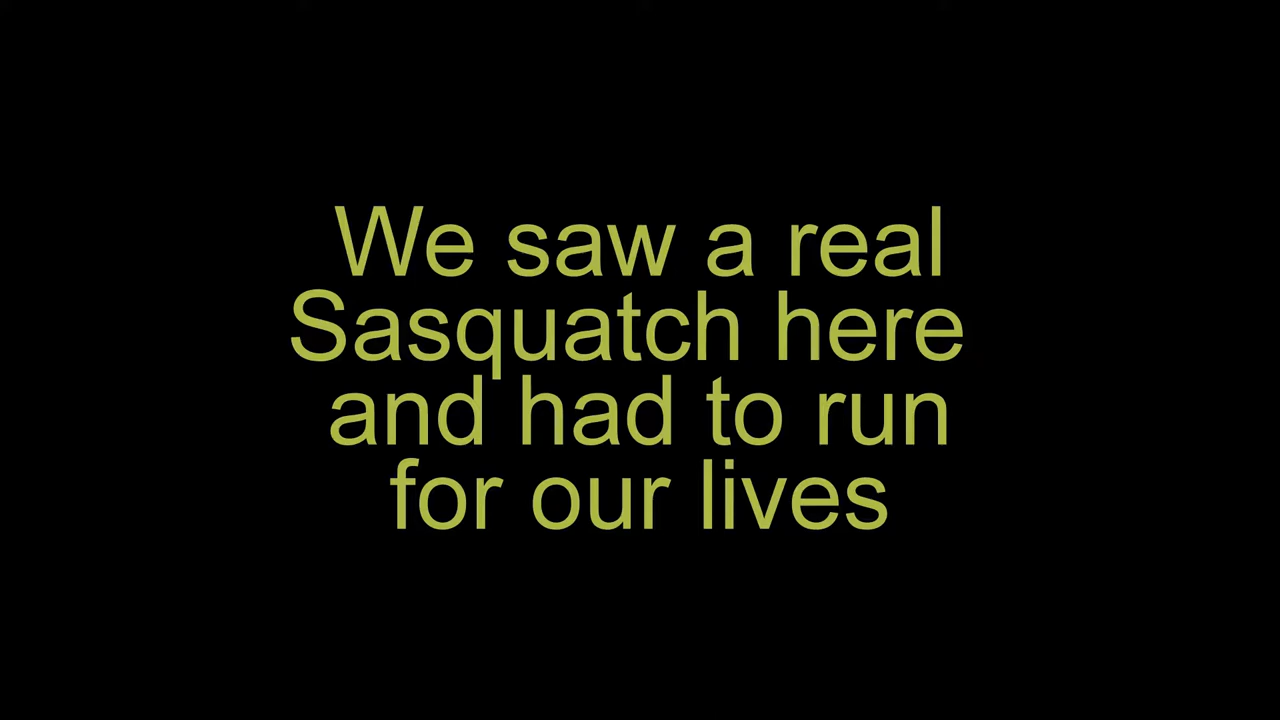 We saw a real
Sasquatch here
and had to run
for our lives